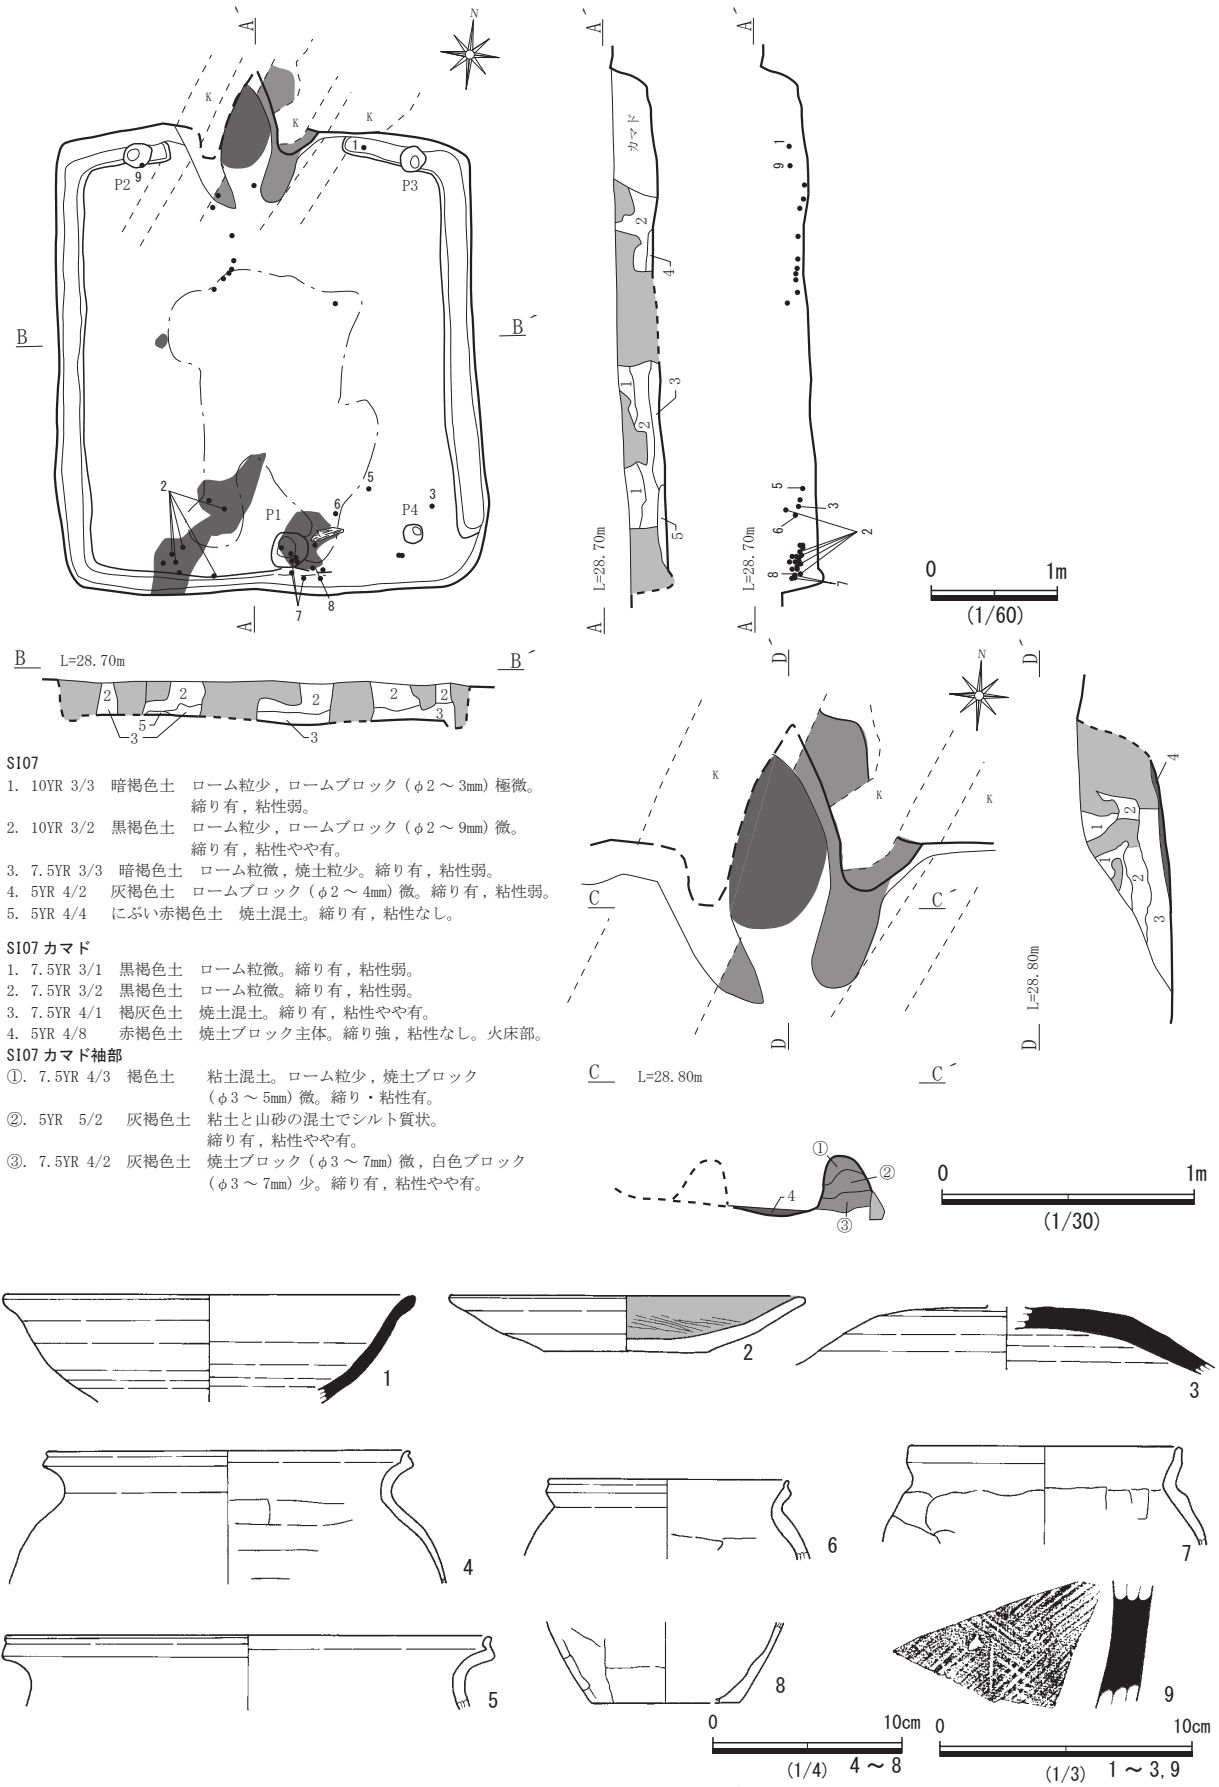 A A´ N
A´
A´
K
K
K
1
P2 9
P3
カマド
1
9
2
4
B B´
1
3
2
2
5
3
6
P1
P4
1
5
L=28.70m
5
3
6
2
8
7
L=28.70m
7
8
A
A
A
0 1m
(1/60)
B L=28.70m B´
2 2 2 2 2
5 3 3 3
D´ N D´
K
K
K
C C´
D
4
1 2
1 2
3
L=28.80m
D
C L=28.80m C´
①
②
4
③
0 1m
(1/30)
SI07
1. 10YR 3/3 暗褐色土 ローム粒少,ロームブロック(φ2～3mm)極微。
締り有,粘性弱。
2. 10YR 3/2 黒褐色土 ローム粒少,ロームブロック(φ2～9mm)微。
締り有,粘性やや有。
3. 7.5YR 3/3 暗褐色土 ローム粒微,焼土粒少。締り有,粘性弱。
4. 5YR 4/2 灰褐色土 ロームブロック(φ2～4mm)微。締り有,粘性弱。
5. 5YR 4/4 にぶい赤褐色土 焼土混土。締り有,粘性なし。
SI07 カマド
1. 7.5YR 3/1 黒褐色土 ローム粒微。締り有,粘性弱。
2. 7.5YR 3/2 黒褐色土 ローム粒微。締り有,粘性弱。
3. 7.5YR 4/1 褐灰色土 焼土混土。締り有,粘性やや有。
4. 5YR 4/8 赤褐色土 焼土ブロック主体。締り強,粘性なし。火床部。
SI07 カマド袖部
①. 7.5YR 4/3 褐色土 粘土混土。ローム粒少,焼土ブロック
(φ3～5mm)微。締り・粘性有。
②. 5YR 5/2 灰褐色土 粘土と山砂の混土でシルト質状。
締り有,粘性やや有。
③. 7.5YR 4/2 灰褐色土 焼土ブロック(φ3～7mm)微,白色ブロック
(φ3～7mm)少。締り有,粘性やや有。
1
2
3
4
6
7
5
8
9
0 10cm
(1/4) 4～8
0 10cm
(1/3) 1～3,9